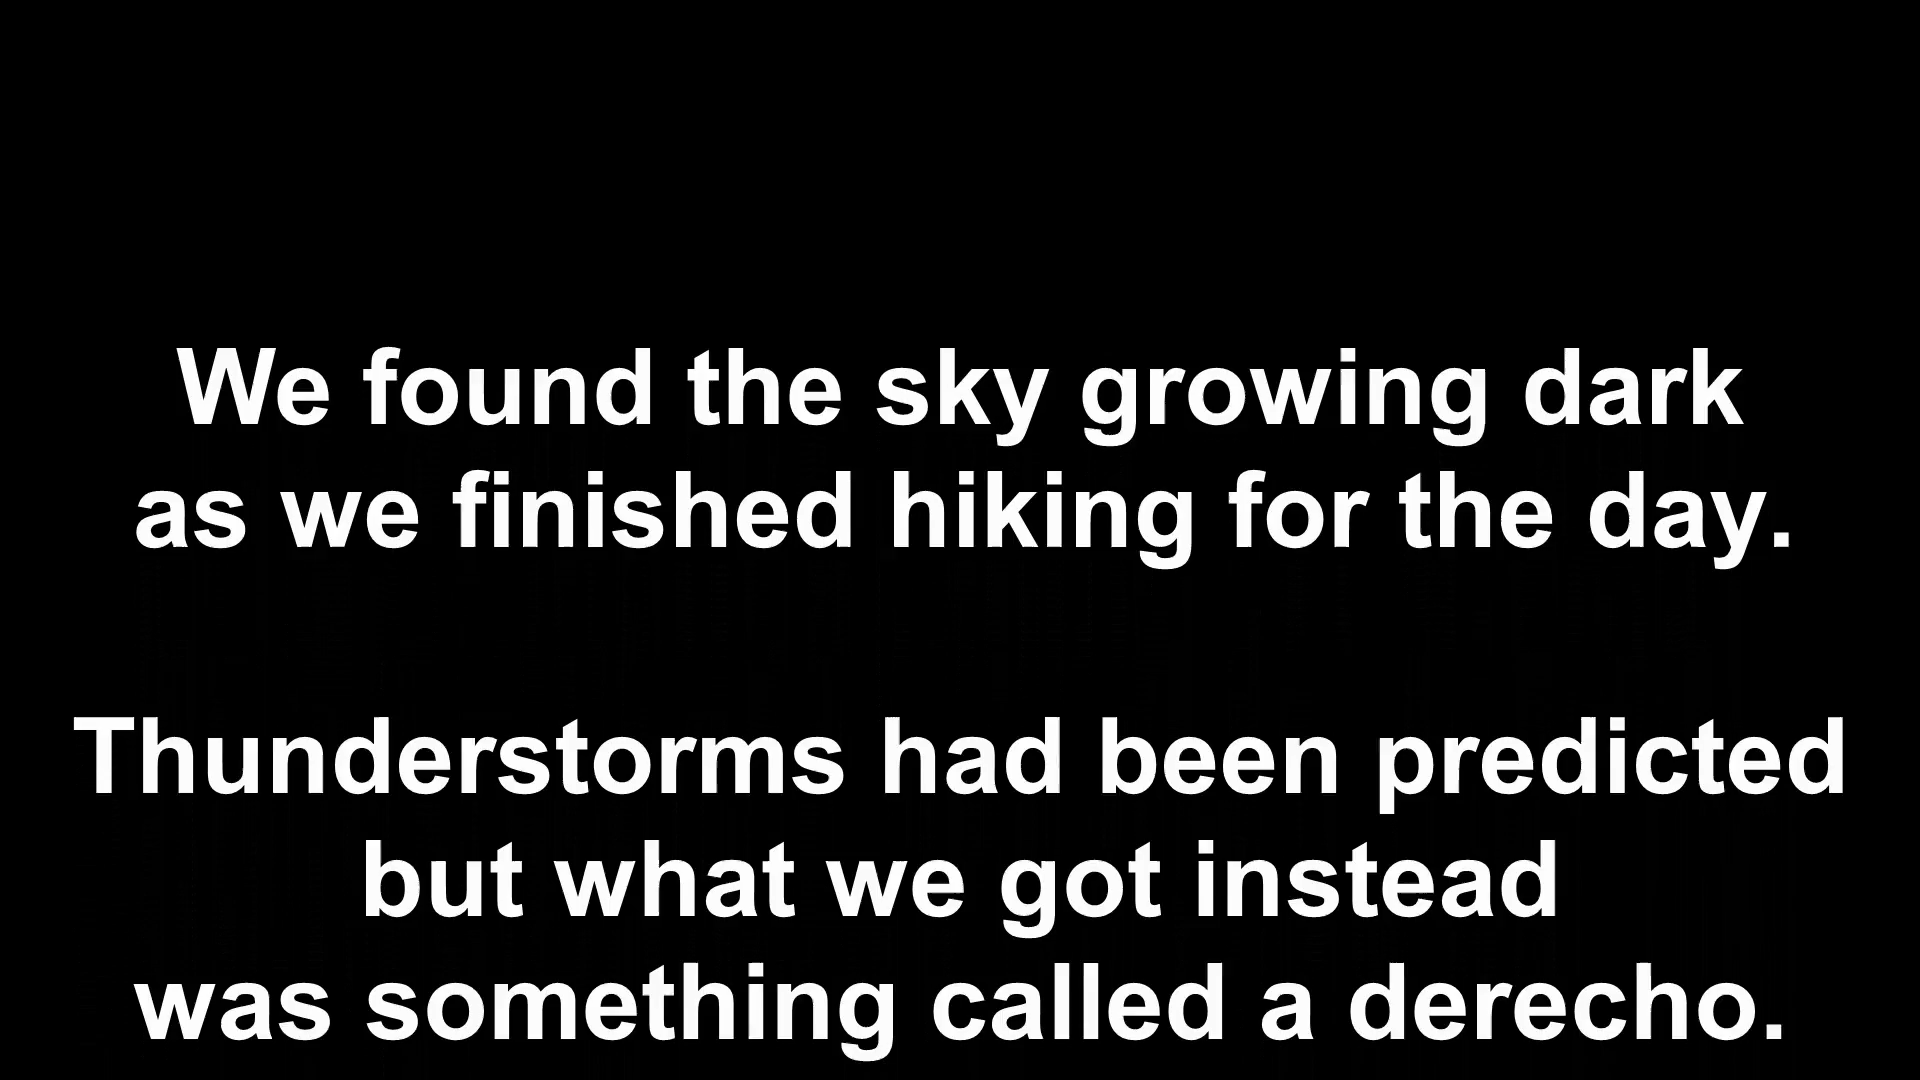 We found the sky growing dark
as we finished hiking for the day.
Thunderstorms had been predicted
but what we got instead
was something called a derecho.